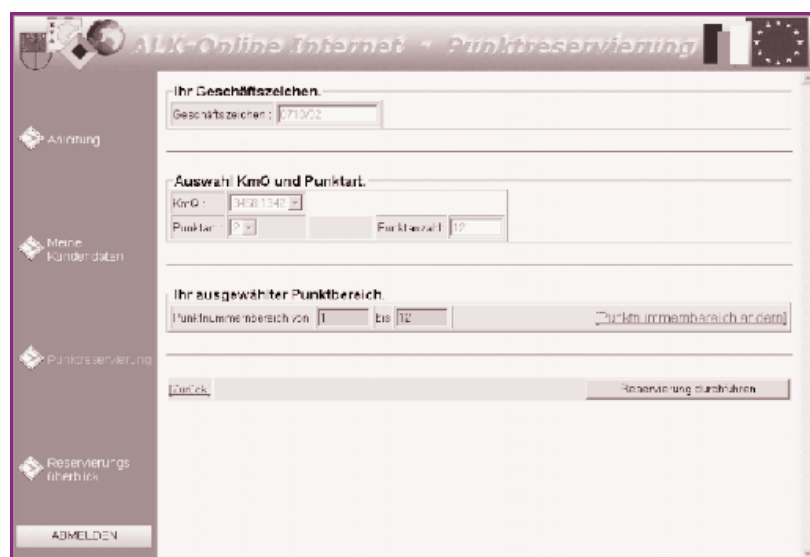 ALK-Online Internet - Punktreservierung
Anleitung
Meine
Kundendaten
Punktreservierung
Reservierungs
überblick
ABMELDEN
Ihr Geschäftszeichen.
Geschäftszeichen: 0710/02
Auswahl KmQ und Punktart.
KmQ: 3458 1342
Punktart: 2 Punktanzahl 12
Ihr ausgewählter Punktbereich.
Punktnummernbereich von 1 bis 12 [Punktnummernbereich ändern]
[Zurück] Reservierung durchführen